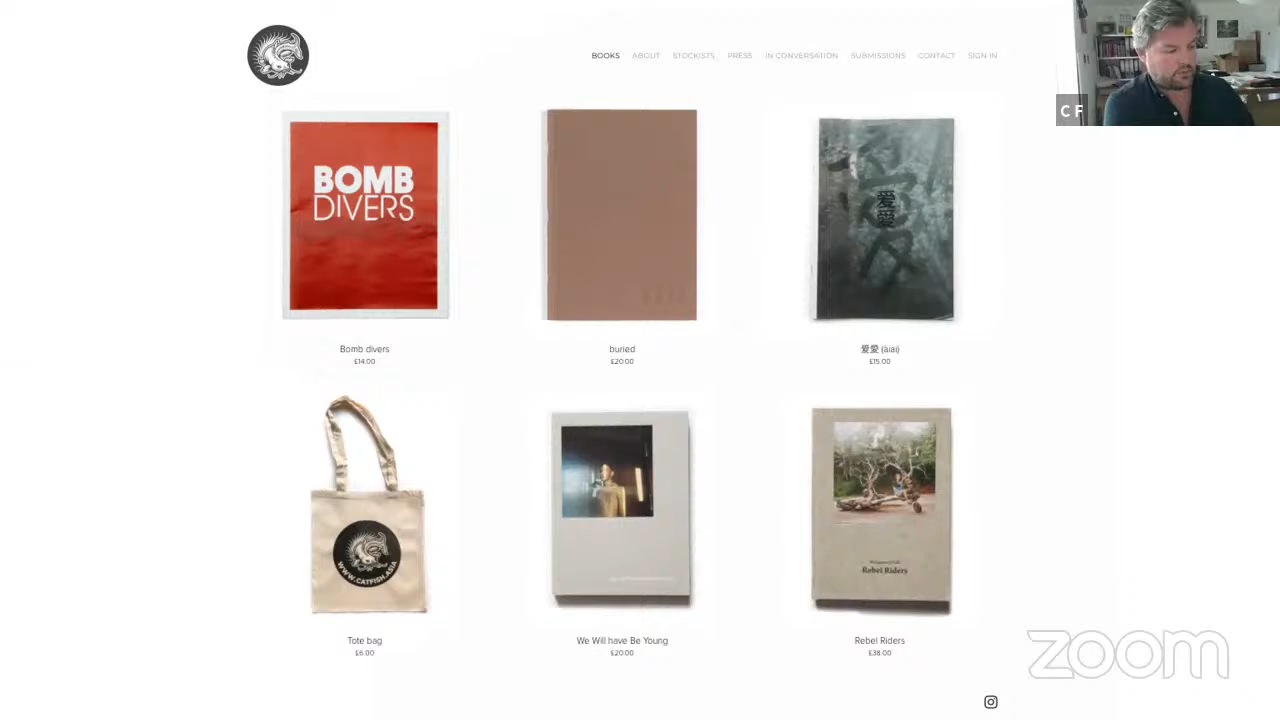 BOOKS ABOUT STOCKISTS PRESS IN CONVERSATION SUBMISSIONS CONTACT SIGN IN
C F
BOMB
DIVERS
爱
愛
Bomb divers
£14.00
buried
£20.00
爱愛 (àiai)
£15.00
WWW.CATFISH.ASIA
Rebel Riders
Tote bag
£6.00
We Will have Be Young
£20.00
Rebel Riders
£38.00
zoom